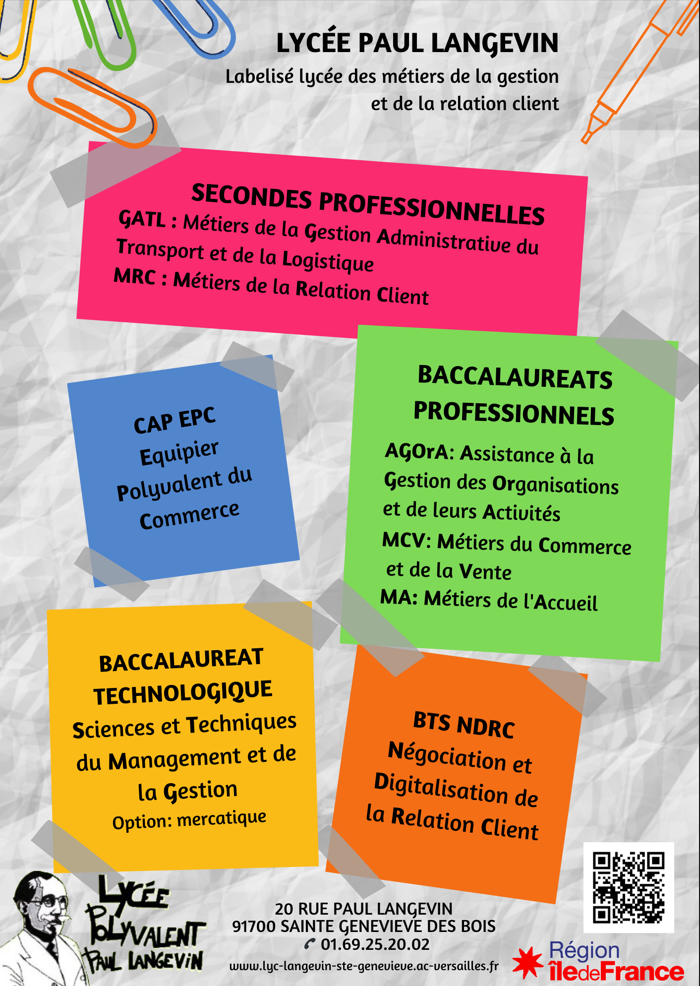 LYCÉE PAUL LANGEVIN
Labelisé lycée des métiers de la gestion
et de la relation client
SECONDES PROFESSIONNELLES
GATL : Métiers de la Gestion Administrative du
Transport et de la Logistique
MRC : Métiers de la Relation Client
CAP EPC
Equipier
Polyvalent du
Commerce
BACCALAUREATS
PROFESSIONNELS
AGOrA: Assistance à la
Gestion des Organisations
et de leurs Activités
MCV: Métiers du Commerce
et de la Vente
MA: Métiers de l'Accueil
BACCALAUREAT
TECHNOLOGIQUE
Sciences et Techniques
du Management et de
la Gestion
Option: mercatique
BTS NDRC
Négociation et
Digitalisation de
la Relation Client
LYCÉE
POLYVALENT
PAUL LANGEVIN
20 RUE PAUL LANGEVIN
91700 SAINTE GENEVIEVE DES BOIS
01.69.25.20.02
www.lyc-langevin-ste-genevieve.ac-versailles.fr
Région
îledeFrance